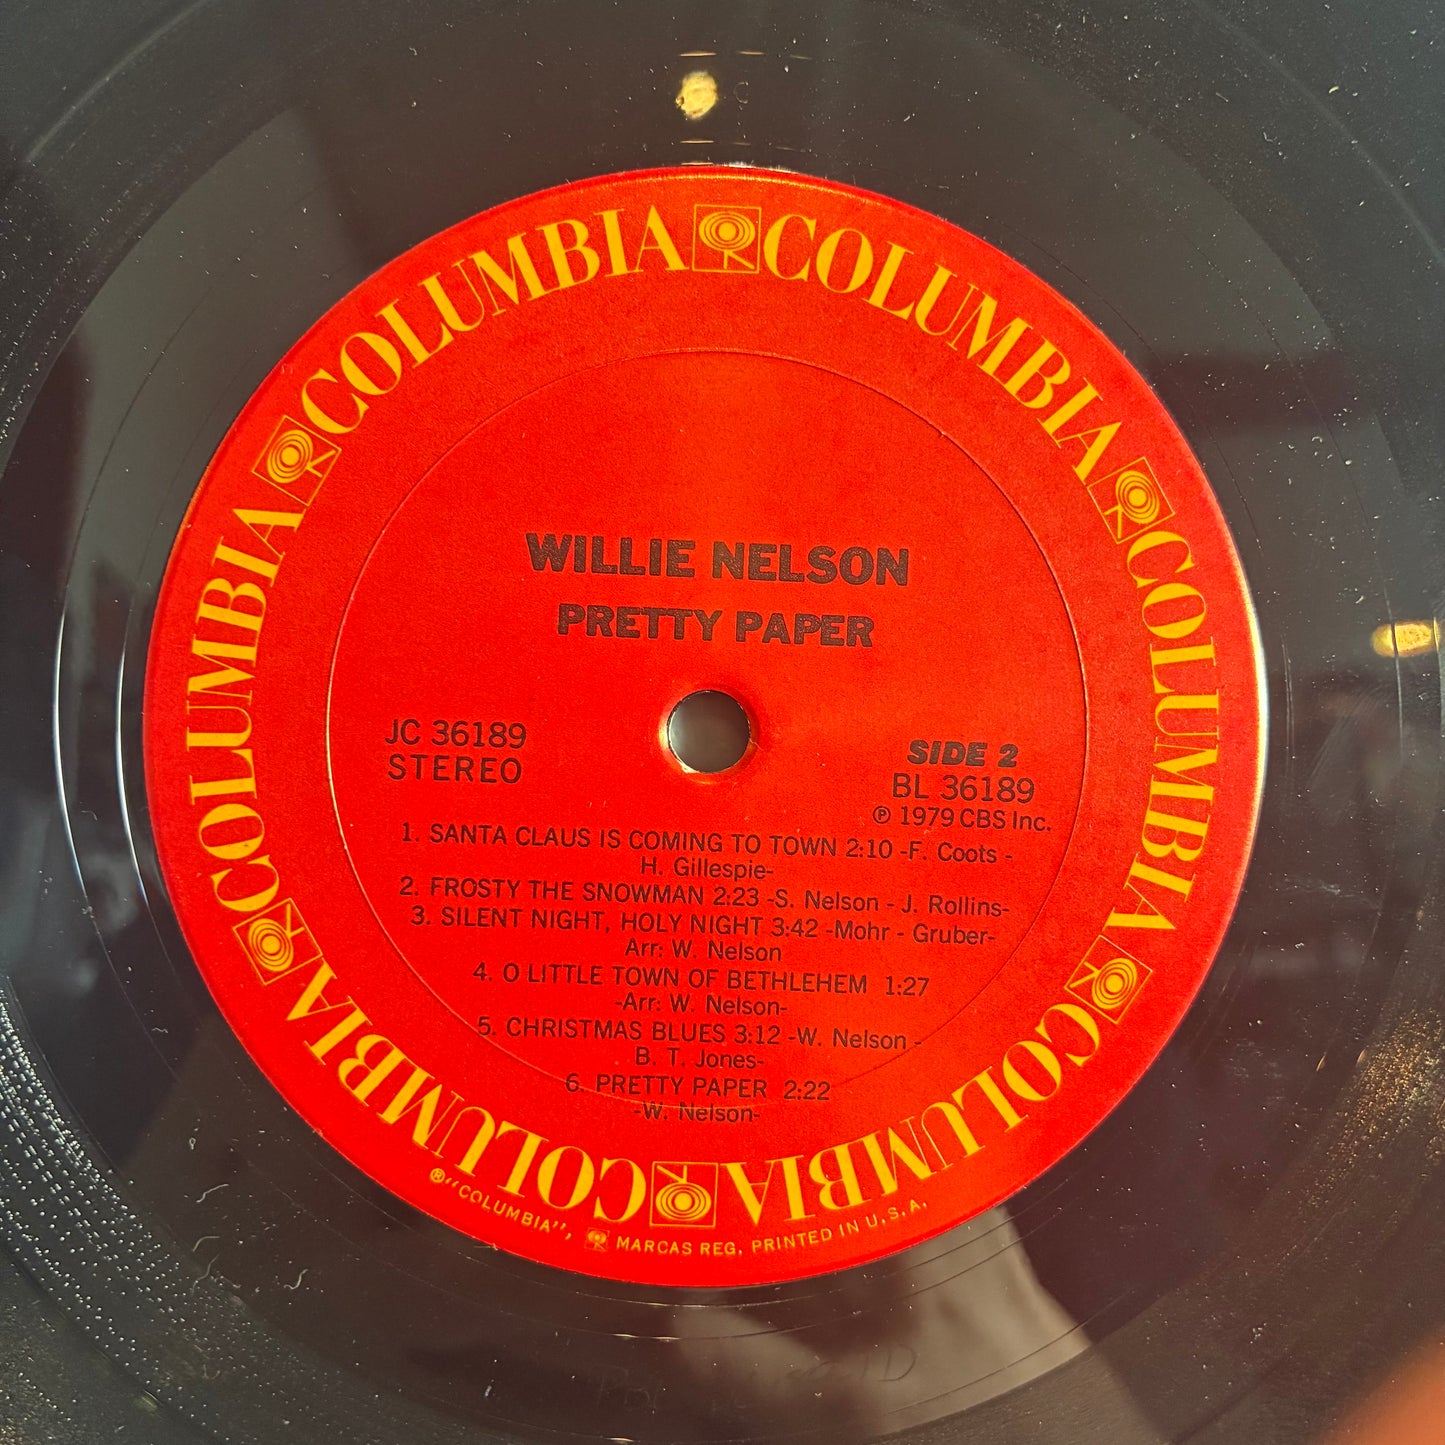 COLUMBIA COLUMBIA COLUMBIA COLUMBIA COLUMBIA COLUMBIA
WILLIE NELSON
PRETTY PAPER
JC 36189
STEREO
SIDE 2
BL 36189
℗ 1979 CBS Inc.
1. SANTA CLAUS IS COMING TO TOWN 2:10 -F. Coots -
H. Gillespie-
2. FROSTY THE SNOWMAN 2:23 -S. Nelson - J. Rollins-
3. SILENT NIGHT, HOLY NIGHT 3:42 -Mohr - Gruber-
Arr: W. Nelson
4. O LITTLE TOWN OF BETHLEHEM 1:27
-Arr: W. Nelson-
5. CHRISTMAS BLUES 3:12 -W. Nelson -
B. T. Jones-
6. PRETTY PAPER 2:22
-W. Nelson-
®"COLUMBIA", MARCAS REG. PRINTED IN U.S.A.